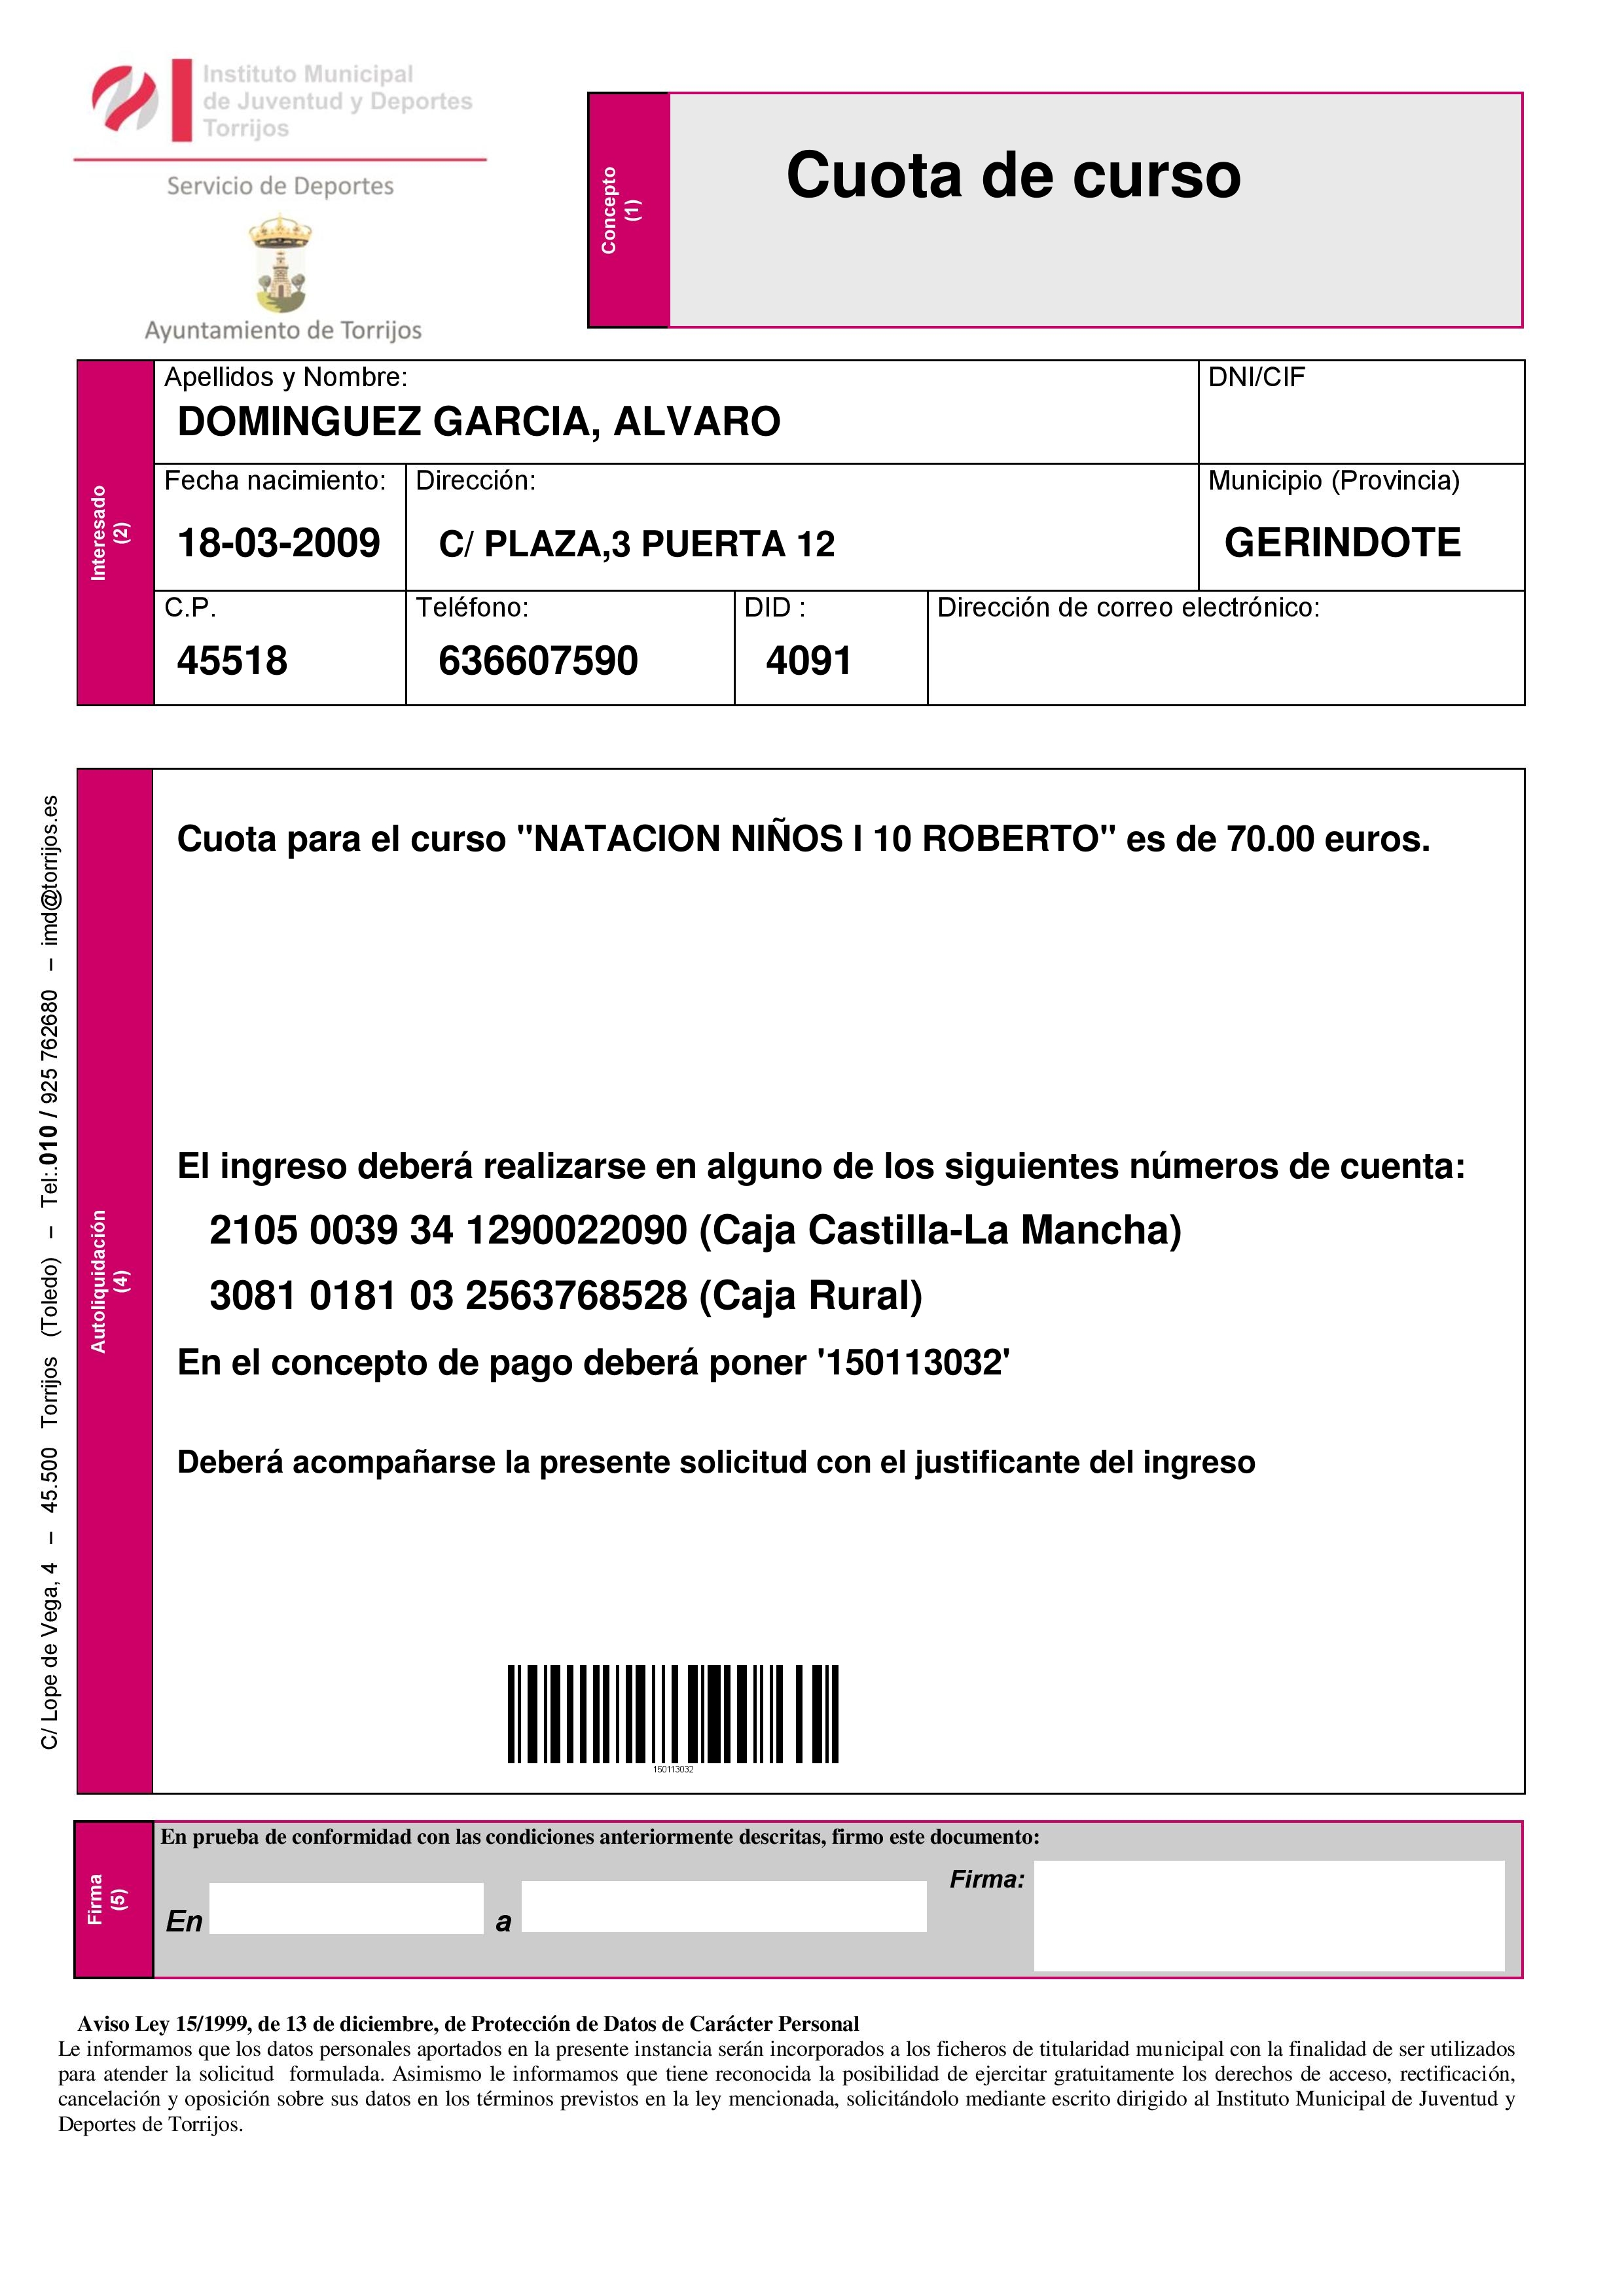 Instituto Municipal
de Juventud y Deportes
Torrijos
Servicio de Deportes
Ayuntamiento de Torrijos
Concepto
(1)
Cuota de curso
Interesado
(2)
Apellidos y Nombre:
DOMINGUEZ GARCIA, ALVARO
DNI/CIF
Fecha nacimiento:
18-03-2009
Dirección:
C/ PLAZA,3 PUERTA 12
Municipio (Provincia)
GERINDOTE
C.P.
45518
Teléfono:
636607590
DID :
4091
Dirección de correo electrónico:
C/ Lope de Vega, 4 – 45.500 Torrijos (Toledo) – Tel:.010 / 925 762680 – imd@torrijos.es
Autoliquidación
(4)
Cuota para el curso "NATACION NIÑOS I 10 ROBERTO" es de 70.00 euros.
El ingreso deberá realizarse en alguno de los siguientes números de cuenta:
2105 0039 34 1290022090 (Caja Castilla-La Mancha)
3081 0181 03 2563768528 (Caja Rural)
En el concepto de pago deberá poner '150113032'
Deberá acompañarse la presente solicitud con el justificante del ingreso
150113032
Firma
(5)
En prueba de conformidad con las condiciones anteriormente descritas, firmo este documento:
En
a
Firma:
Aviso Ley 15/1999, de 13 de diciembre, de Protección de Datos de Carácter Personal
Le informamos que los datos personales aportados en la presente instancia serán incorporados a los ficheros de titularidad municipal con la finalidad de ser utilizados
para atender la solicitud formulada. Asimismo le informamos que tiene reconocida la posibilidad de ejercitar gratuitamente los derechos de acceso, rectificación,
cancelación y oposición sobre sus datos en los términos previstos en la ley mencionada, solicitándolo mediante escrito dirigido al Instituto Municipal de Juventud y
Deportes de Torrijos.